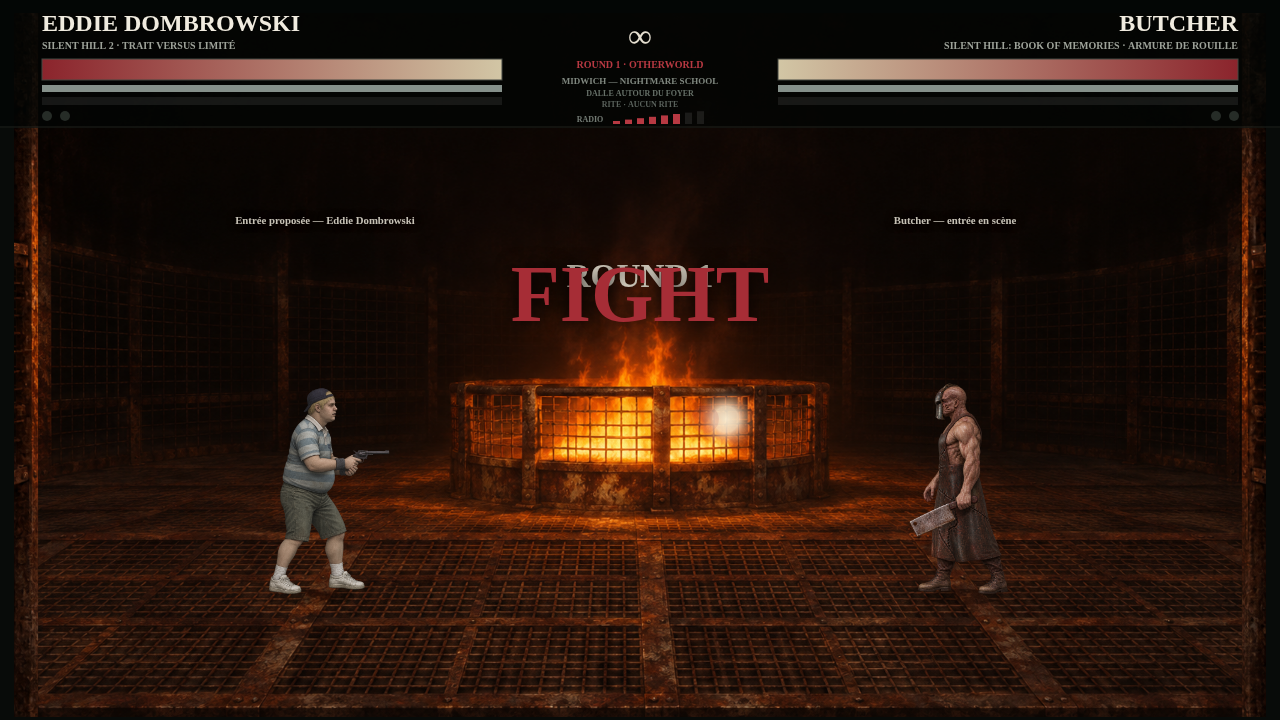 EDDIE DOMBROWSKI
SILENT HILL 2 · TRAIT VERSUS LIMITÉ
∞
ROUND 1 · OTHERWORLD
MIDWICH — NIGHTMARE SCHOOL
DALLE AUTOUR DU FOYER
RITE · AUCUN RITE
RADIO
BUTCHER
SILENT HILL: BOOK OF MEMORIES · ARMURE DE ROUILLE
Entrée proposée — Eddie Dombrowski
Butcher — entrée en scène
ROUND 1
FIGHT